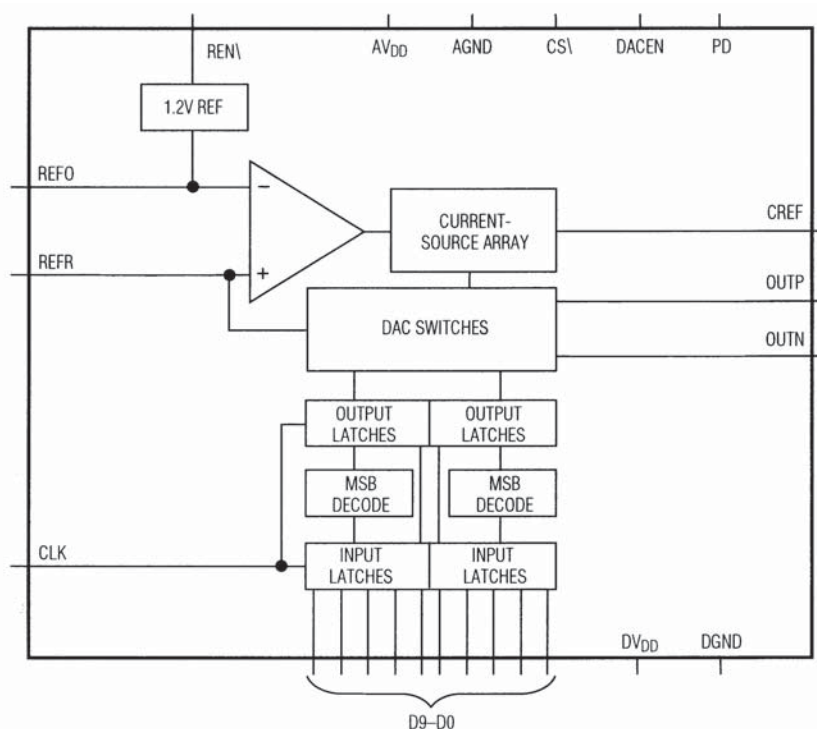 REN\
AVDD
AGND
CS\
DACEN
PD
1.2V REF
REFO
−
CURRENT-
SOURCE ARRAY
CREF
REFR
+
OUTP
DAC SWITCHES
OUTN
OUTPUT
LATCHES
OUTPUT
LATCHES
MSB
DECODE
MSB
DECODE
CLK
INPUT
LATCHES
INPUT
LATCHES
DVDD
DGND
D9–D0